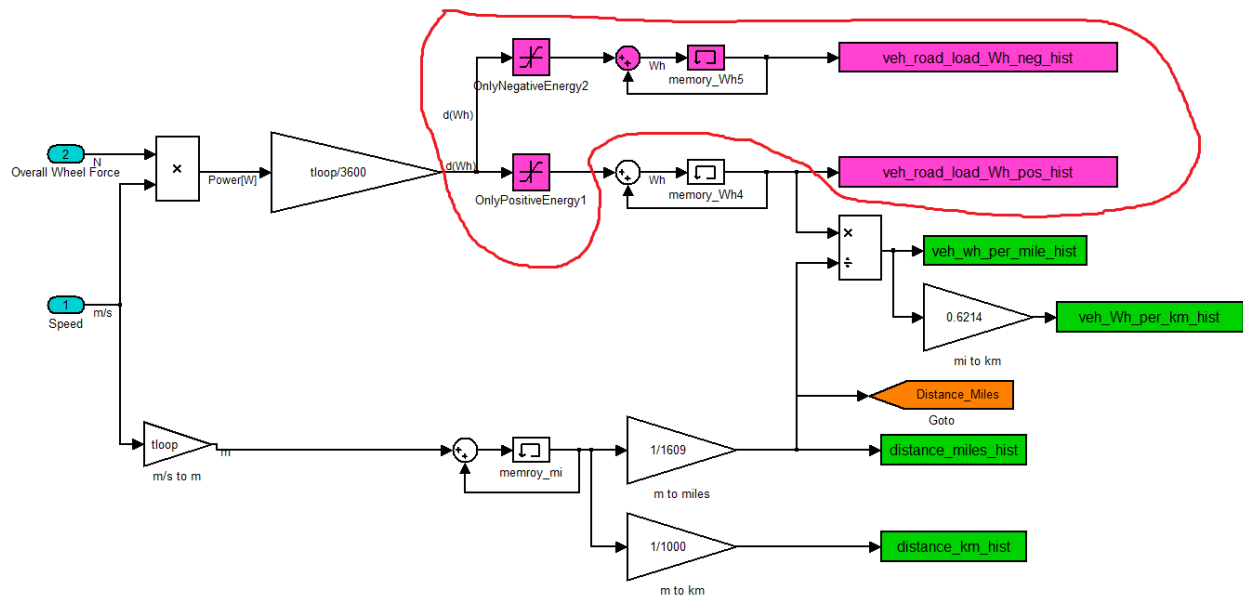 OnlyNegativeEnergy2
Wh
memory_Wh5
veh_road_load_Wh_neg_hist
d(Wh)
2
N
Overall Wheel Force
×
Power[W]
tloop/3600
d(Wh)
OnlyPositiveEnergy1
Wh
memory_Wh4
veh_road_load_Wh_pos_hist
×
÷
veh_wh_per_mile_hist
1
m/s
Speed
0.6214
mi to km
veh_Wh_per_km_hist
Distance_Miles
Goto
tloop
m
m/s to m
memroy_mi
1/1609
m to miles
distance_miles_hist
1/1000
m to km
distance_km_hist